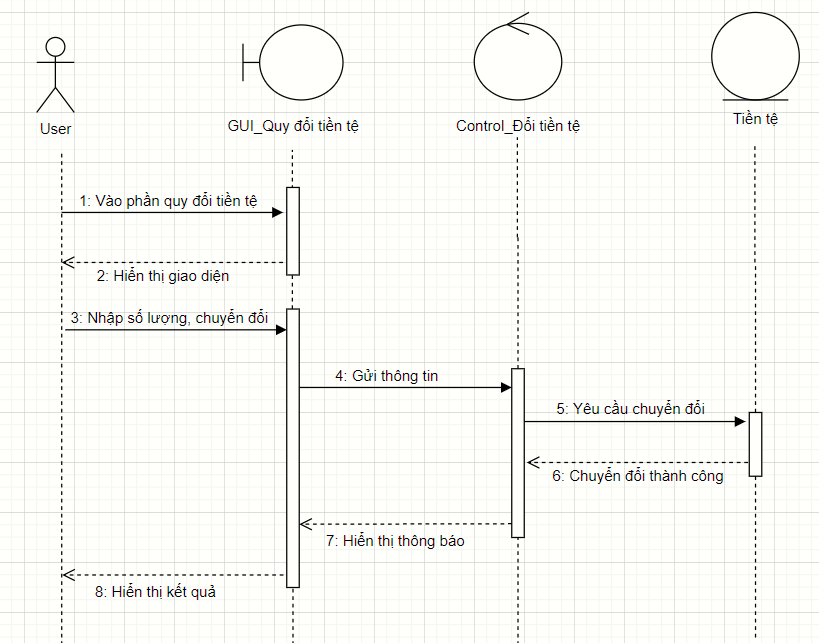 User
GUI_Quy đổi tiền tệ
Control_Đổi tiền tệ
Tiền tệ
1: Vào phần quy đổi tiền tệ
2: Hiển thị giao diện
3: Nhập số lượng, chuyển đổi
4: Gửi thông tin
5: Yêu cầu chuyển đổi
6: Chuyển đổi thành công
7: Hiển thị thông báo
8: Hiển thị kết quả